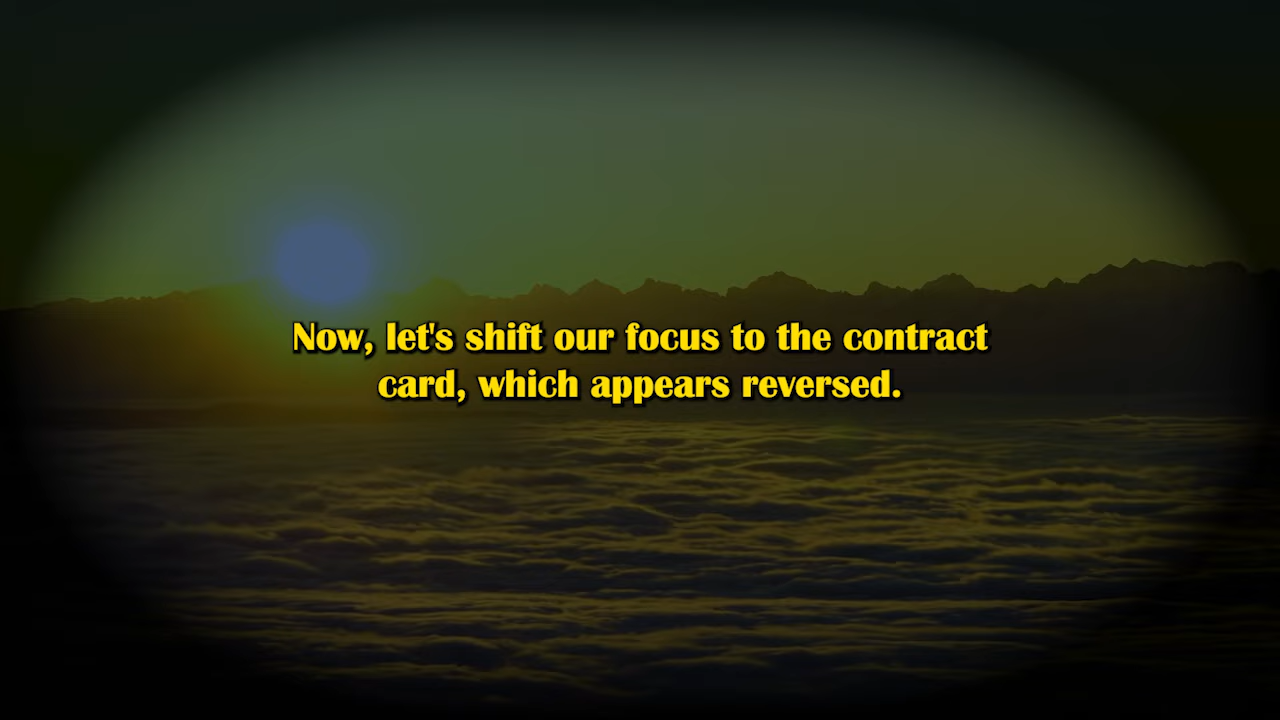 Now, let's shift our focus to the contract
card, which appears reversed.